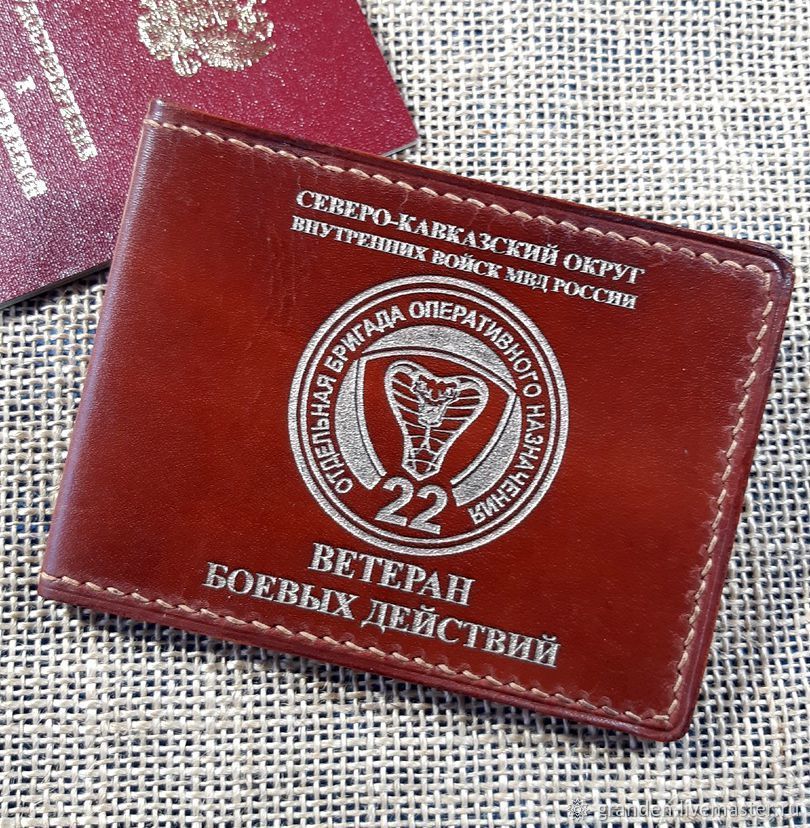 СЕВЕРО-КАВКАЗСКИЙ ОКРУГ
ВНУТРЕННИХ ВОЙСК МВД РОССИИ
ОТДЕЛЬНАЯ БРИГАДА ОПЕРАТИВНОГО НАЗНАЧЕНИЯ
22
ВЕТЕРАН
БОЕВЫХ ДЕЙСТВИЙ